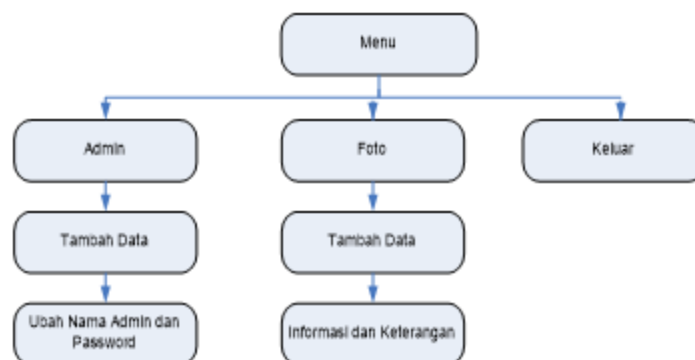 Menu
Admin
Foto
Keluar
Tambah Data
Tambah Data
Ubah Nama Admin dan
Password
Informasi dan Keterangan